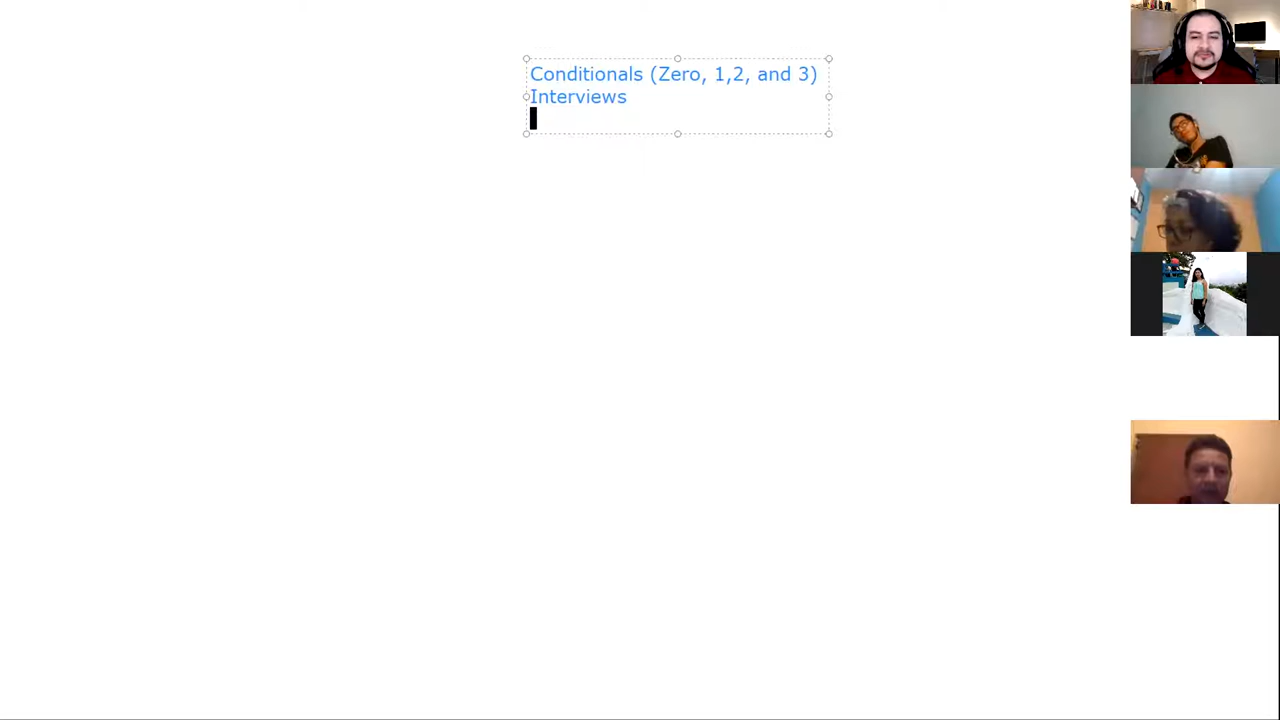 Conditionals (Zero, 1,2, and 3)
Interviews